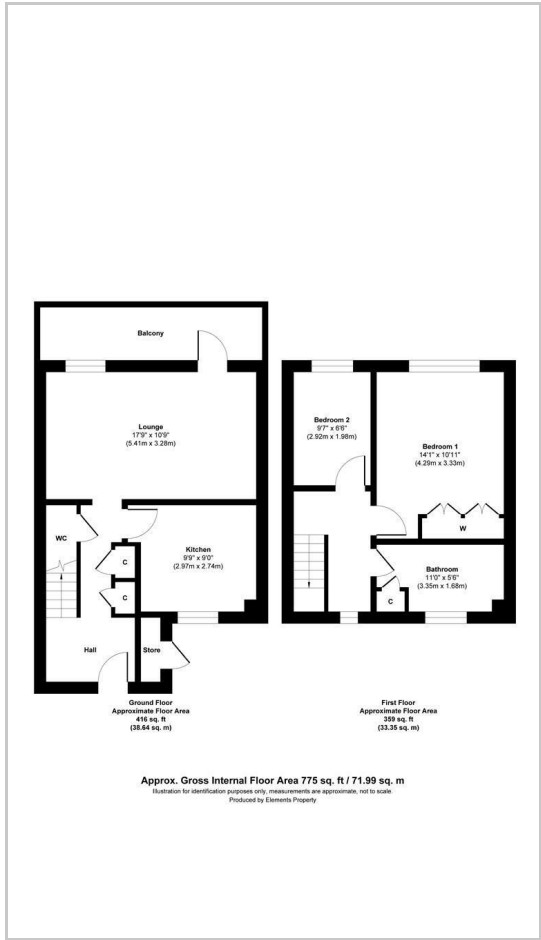 Balcony
Lounge
17'9" x 10'9"
(5.41m x 3.28m)
WC
Kitchen
9'9" x 9'0"
(2.97m x 2.74m)
C
C
Hall
Store
Bedroom 2
9'7" x 6'6"
(2.92m x 1.98m)
Bedroom 1
14'1" x 10'11"
(4.29m x 3.33m)
W
Bathroom
11'0" x 5'6"
(3.35m x 1.68m)
C
Ground Floor
Approximate Floor Area
416 sq. ft
(38.64 sq. m)
First Floor
Approximate Floor Area
359 sq. ft
(33.35 sq. m)
Approx. Gross Internal Floor Area 775 sq. ft / 71.99 sq. m
Illustration for identification purposes only, measurements are approximate, not to scale
Produced by Elements Property